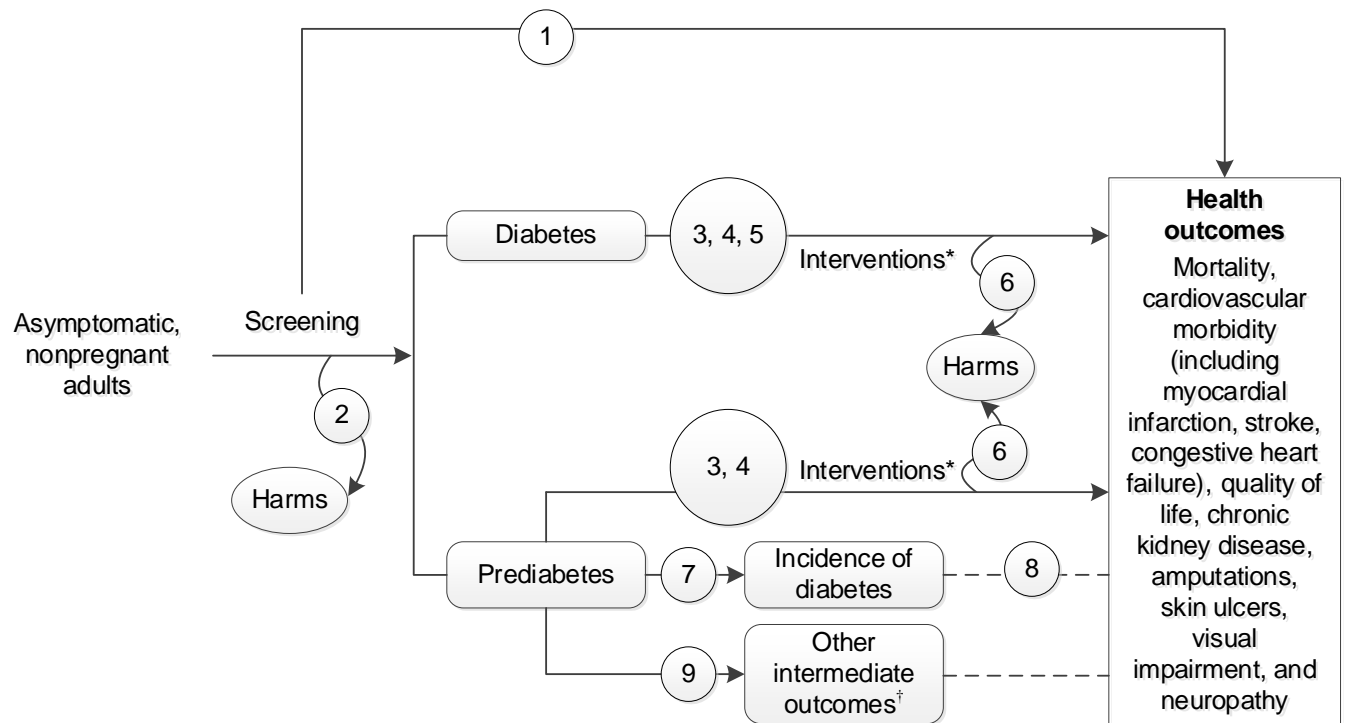 1
Asymptomatic,
nonpregnant
adults
Screening
2
Harms
Diabetes
3, 4, 5
Interventions*
6
Harms
6
3, 4
Interventions*
Prediabetes
7
Incidence of
diabetes
8
9
Other
intermediate
outcomes†
Health
outcomes
Mortality,
cardiovascular
morbidity
(including
myocardial
infarction, stroke,
congestive heart
failure), quality of
life, chronic
kidney disease,
amputations,
skin ulcers,
visual
impairment, and
neuropathy